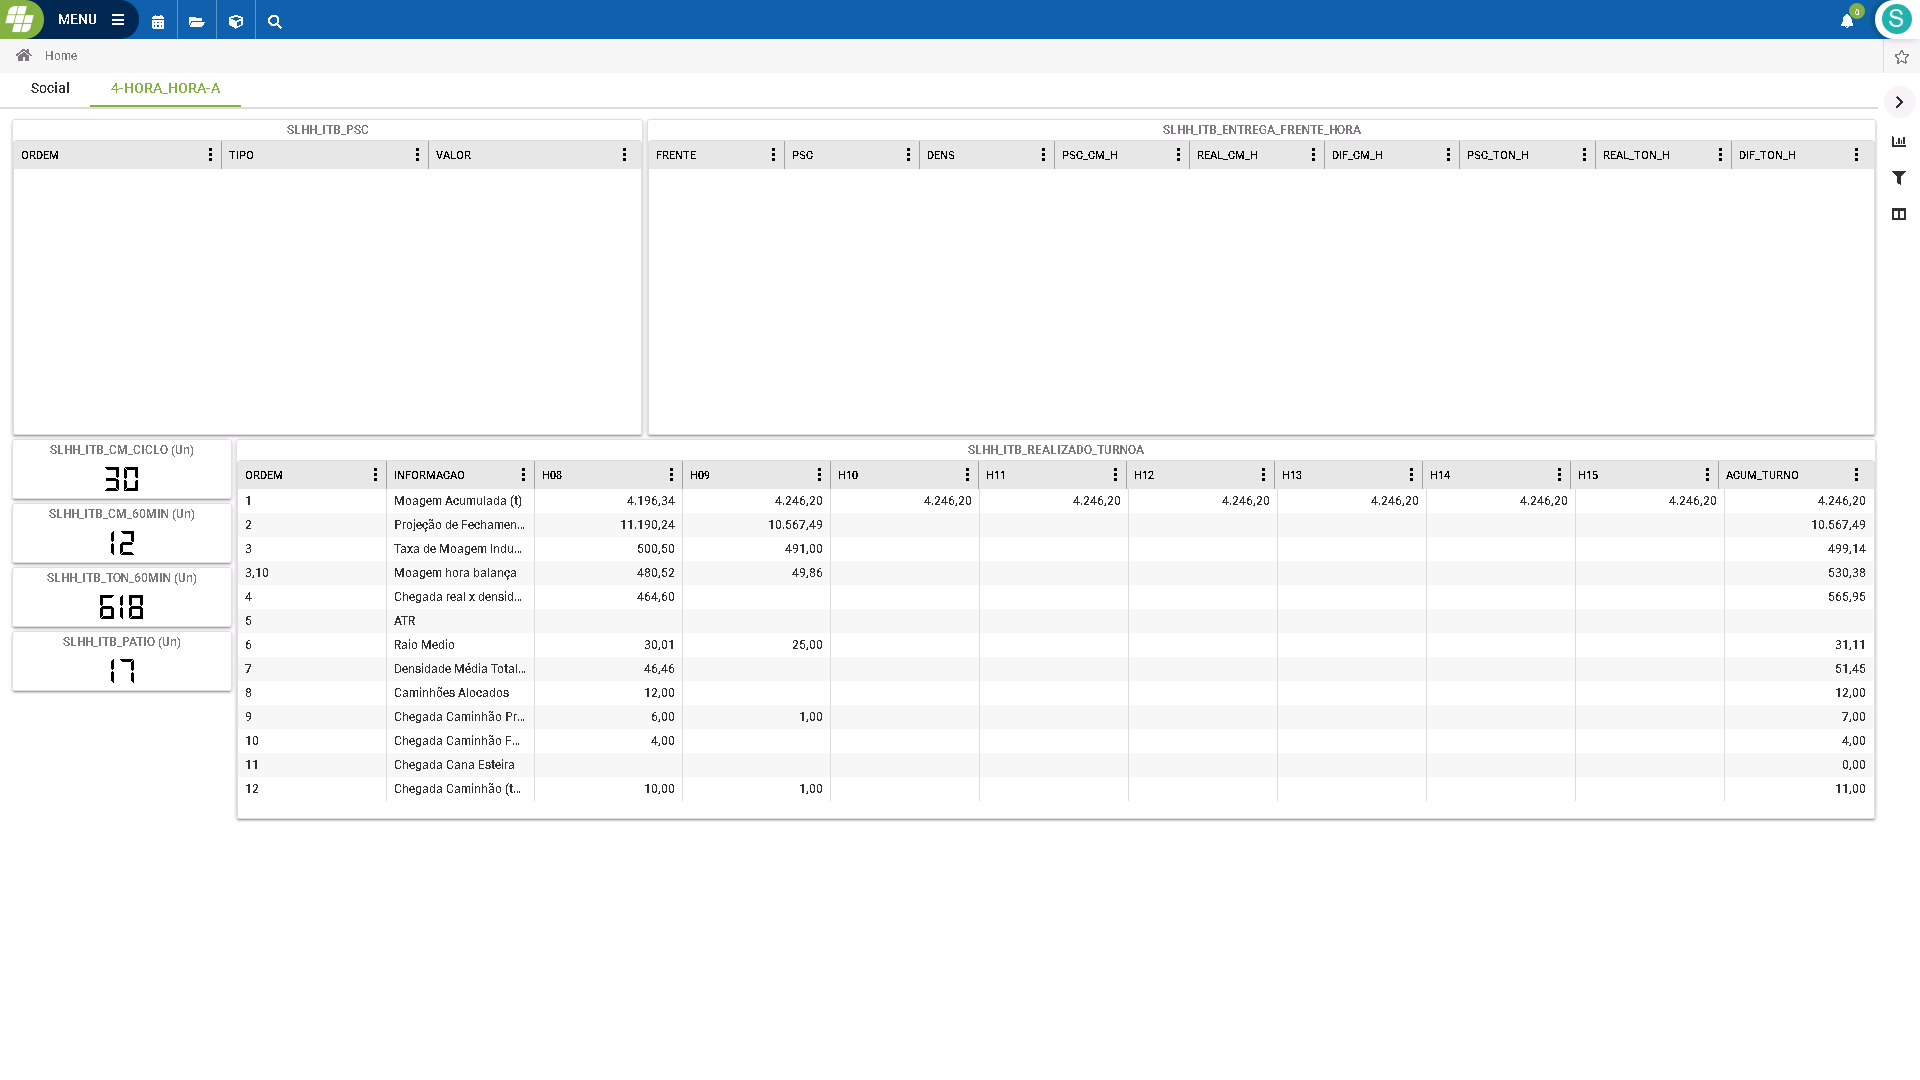 MENU
0
S
Home
Social
4-HORA_HORA-A
SLHH_ITB_PSC
ORDEM TIPO VALOR
SLHH_ITB_ENTREGA_FRENTE_HORA
FRENTE PSC DENS PSC_CM_H REAL_CM_H DIF_CM_H PSC_TON_H REAL_TON_H DIF_TON_H
SLHH_ITB_CM_CICLO (Un)
30
SLHH_ITB_CM_60MIN (Un)
12
SLHH_ITB_TON_60MIN (Un)
618
SLHH_ITB_PATIO (Un)
17
SLHH_ITB_REALIZADO_TURNOA
ORDEM INFORMACAO H08 H09 H10 H11 H12 H13 H14 H15 ACUM_TURNO
1 Moagem Acumulada (t) 4.196,34 4.246,20 4.246,20 4.246,20 4.246,20 4.246,20 4.246,20 4.246,20 4.246,20
2 Projeção de Fechamen... 11.190,24 10.567,49 10.567,49
3 Taxa de Moagem Indu... 500,50 491,00 499,14
3,10 Moagem hora balança 480,52 49,86 530,38
4 Chegada real x densid... 464,60 565,95
5 ATR
6 Raio Medio 30,01 25,00 31,11
7 Densidade Média Total... 46,46 51,45
8 Caminhões Alocados 12,00 12,00
9 Chegada Caminhão Pr... 6,00 1,00 7,00
10 Chegada Caminhão F... 4,00 4,00
11 Chegada Cana Esteira 0,00
12 Chegada Caminhão (t... 10,00 1,00 11,00